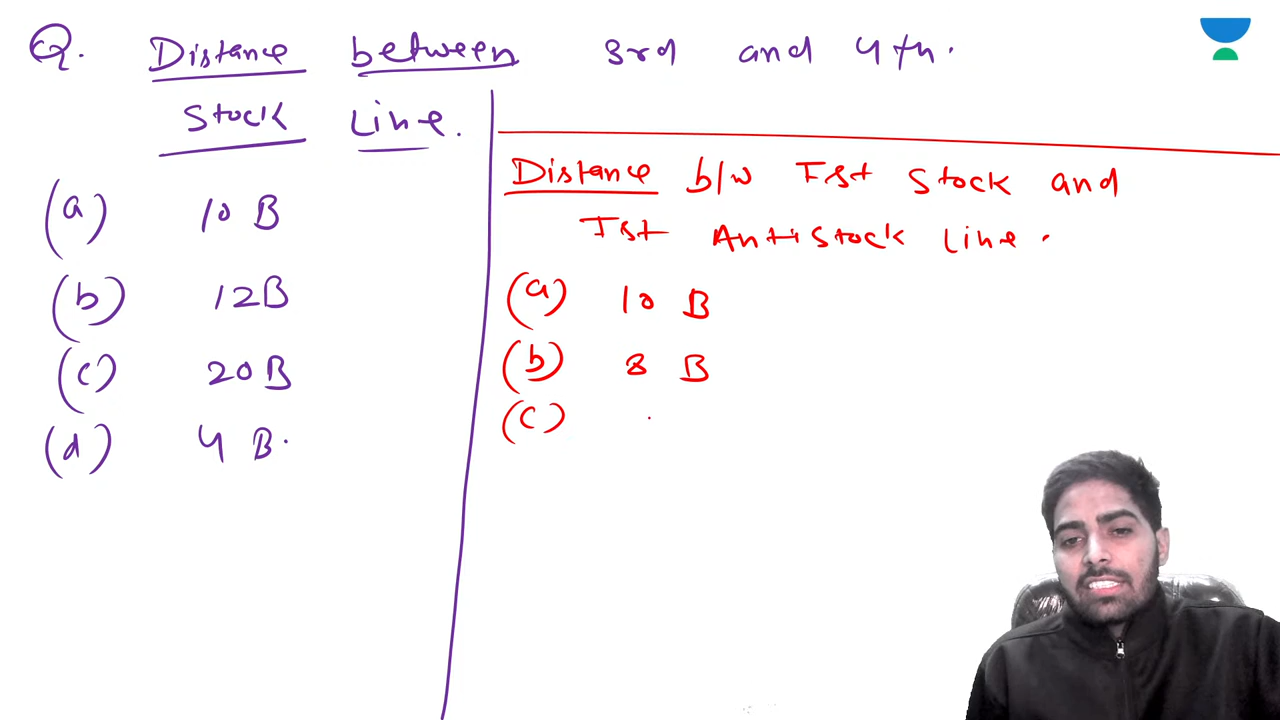 Q. Distance between 3rd and 4th.
Stock Line.
(a) 10 B
(b) 12B
(c) 20B
(d) 4 B.
Distance b/w Ist Stock and
Ist Antistock Line.
(a) 10 B
(b) 8 B
(c)